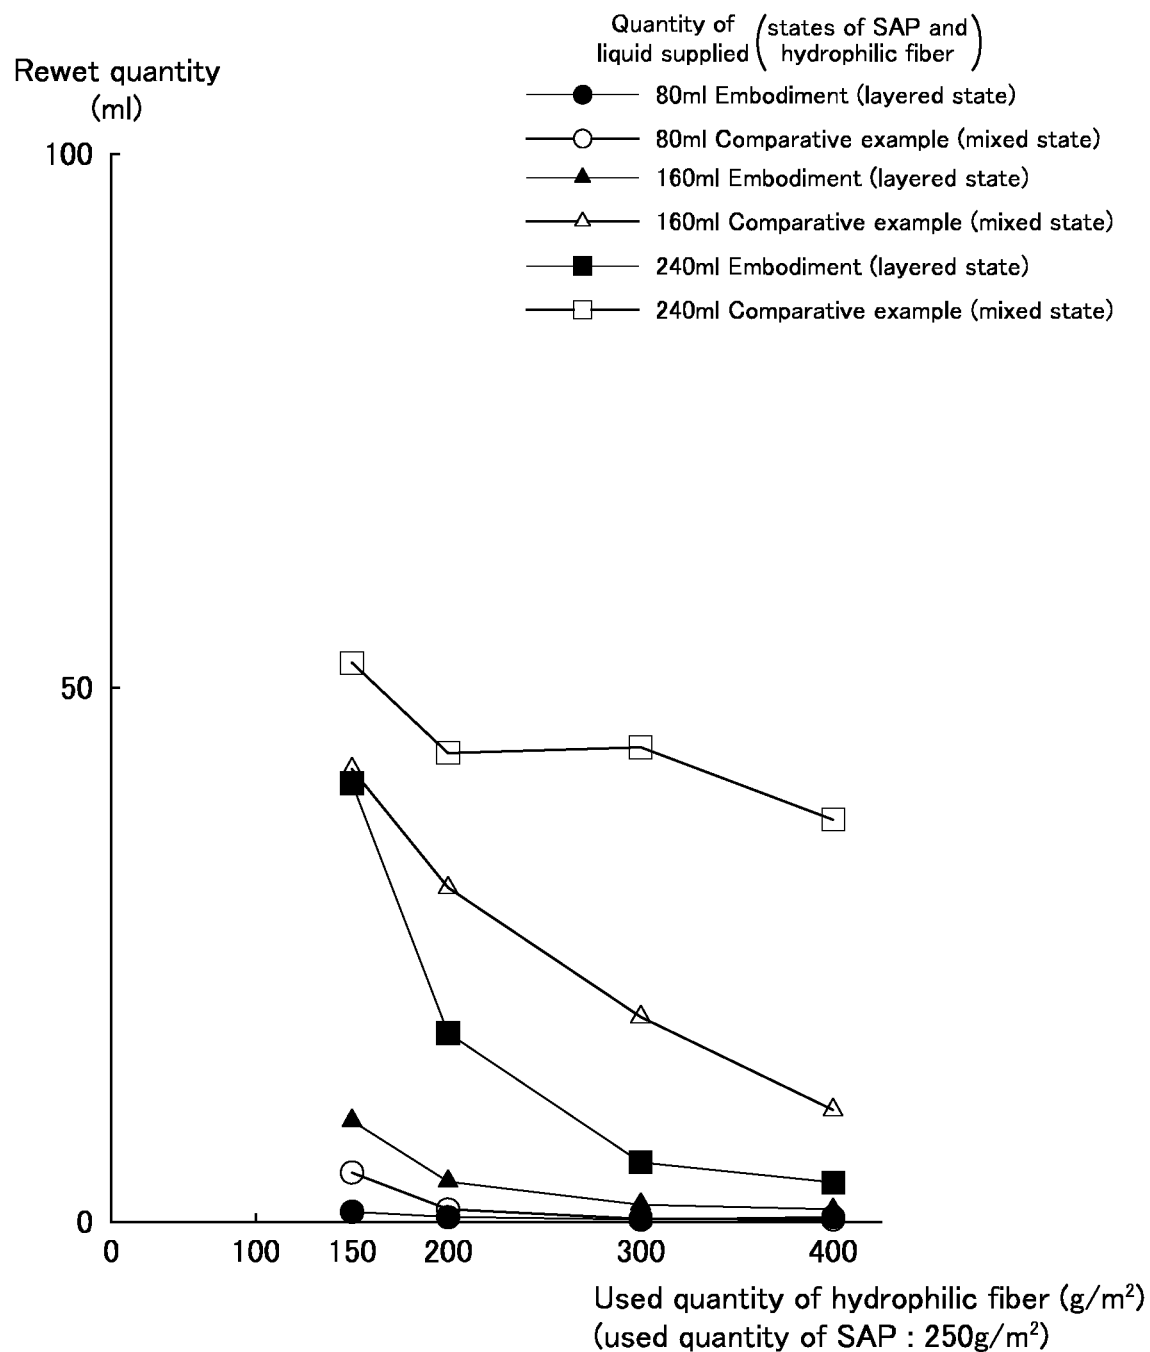 Quantity of liquid supplied (states of SAP and hydrophilic fiber)
Rewet quantity
(ml)
80ml Embodiment (layered state)
80ml Comparative example (mixed state)
160ml Embodiment (layered state)
160ml Comparative example (mixed state)
240ml Embodiment (layered state)
240ml Comparative example (mixed state)
100
50
0
0 100 150 200 300 400
Used quantity of hydrophilic fiber (g/m²)
(used quantity of SAP : 250g/m²)